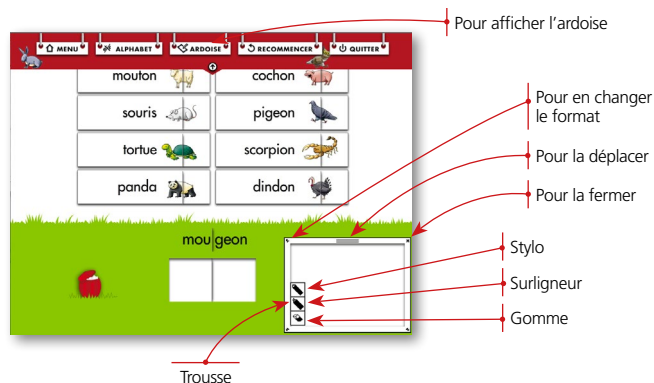 Pour afficher l'ardoise
MENU ALPHABET ARDOISE RECOMMENCER QUITTER
mouton cochon
souris pigeon
tortue scorpion
panda dindon
mou geon
Pour en changer
le format
Pour la déplacer
Pour la fermer
Stylo
Surligneur
Gomme
Trousse